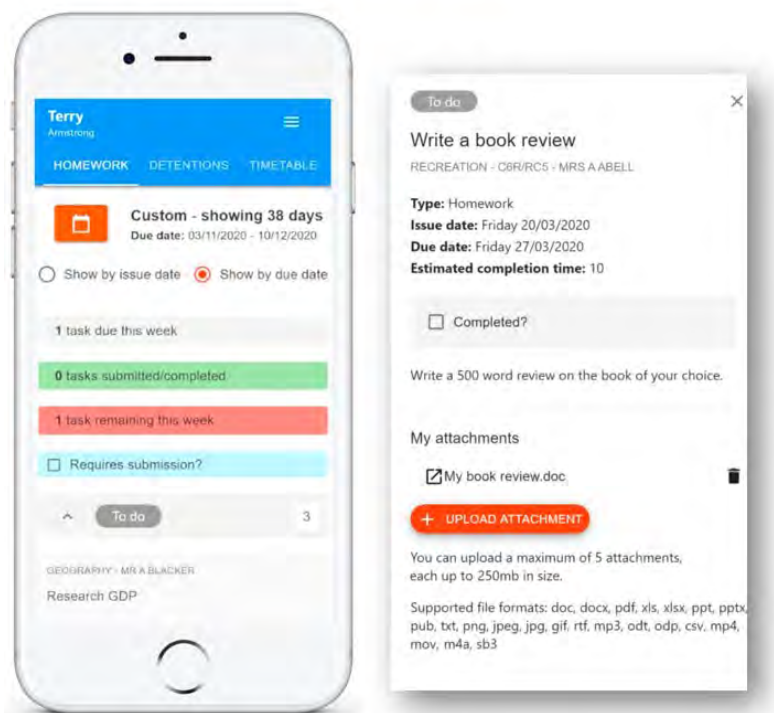 Terry
Armstrong
HOMEWORK DETENTIONS TIMETABLE
Custom - showing 38 days
Due date: 03/11/2020 - 10/12/2020
Show by issue date Show by due date
1 task due this week
0 tasks submitted/completed
1 task remaining this week
Requires submission?
To do 3
GEOGRAPHY - MR A BLACKER
Research GDP
To do
Write a book review
RECREATION - C6R/RC5 - MRS A ABELL
Type: Homework
Issue date: Friday 20/03/2020
Due date: Friday 27/03/2020
Estimated completion time: 10
Completed?
Write a 500 word review on the book of your choice.
My attachments
My book review.doc
+ UPLOAD ATTACHMENT
You can upload a maximum of 5 attachments,
each up to 250mb in size.
Supported file formats: doc, docx, pdf, xls, xlsx, ppt, pptx,
pub, txt, png, jpeg, jpg, gif, rtf, mp3, odt, odp, csv, mp4,
mov, m4a, sb3